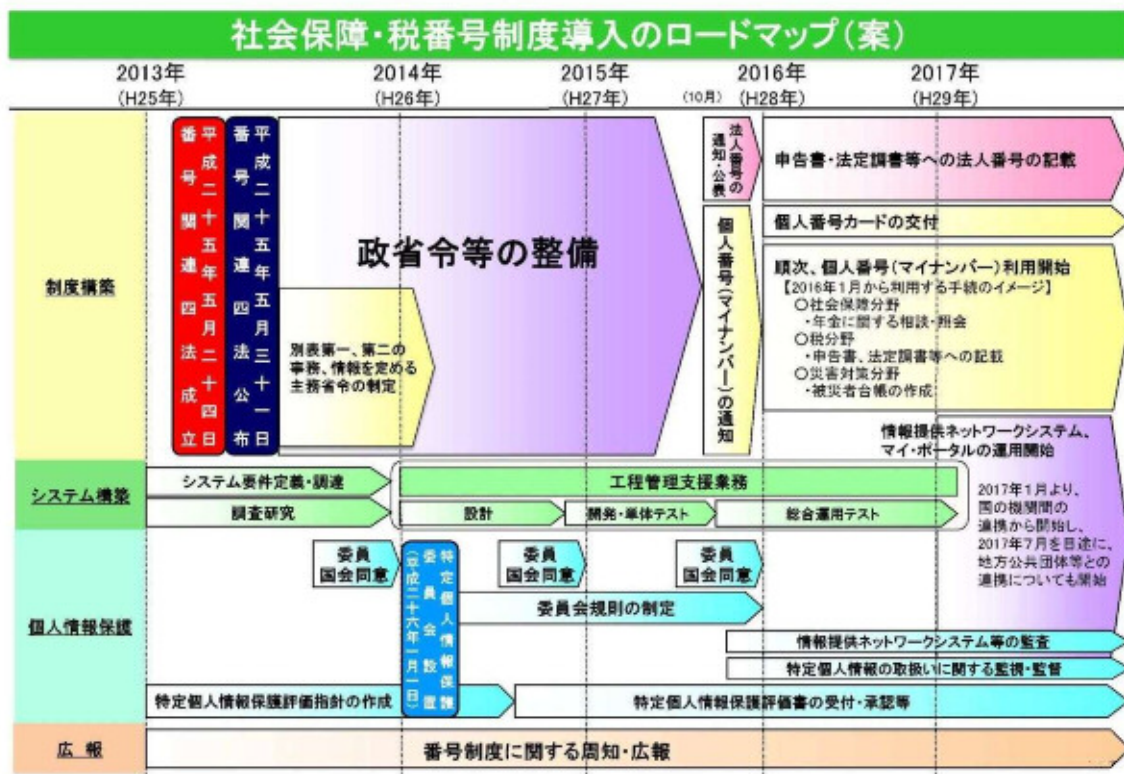 社会保障・税番号制度導入のロードマップ(案)
2013年
(H25年)
2014年
(H26年)
2015年
(H27年)
(10月)
2016年
(H28年)
2017年
(H29年)
制度構築
平成二十五年五月二十四日
番号関連四法成立
平成二十五年五月三十一日
番号関連四法公布
政省令等の整備
別表第一、第二の
事務、情報を定める
主務省令の制定
法人番号の
通知・公表
個人番号(マイナンバー)の通知
申告書・法定調書等への法人番号の記載
個人番号カードの交付
順次、個人番号(マイナンバー)利用開始
【2016年1月から利用する手続のイメージ】
○社会保障分野
・年金に関する相談・照会
○税分野
・申告書、法定調書等への記載
○災害対策分野
・被災者台帳の作成
情報提供ネットワークシステム、
マイ・ポータルの運用開始
2017年1月より、
国の機関間の
連携から開始し、
2017年7月を目途に、
地方公共団体等との
連携についても開始
システム構築
システム要件定義・調達
調査研究
工程管理支援業務
設計
開発・単体テスト
総合運用テスト
個人情報保護
委員
国会同意
特定個人情報保護
委員会設置
(平成二十六年一月一日)
委員
国会同意
委員
国会同意
委員会規則の制定
情報提供ネットワークシステム等の監査
特定個人情報の取扱いに関する監視・監督
特定個人情報保護評価指針の作成
特定個人情報保護評価書の受付・承認等
広 報
番号制度に関する周知・広報